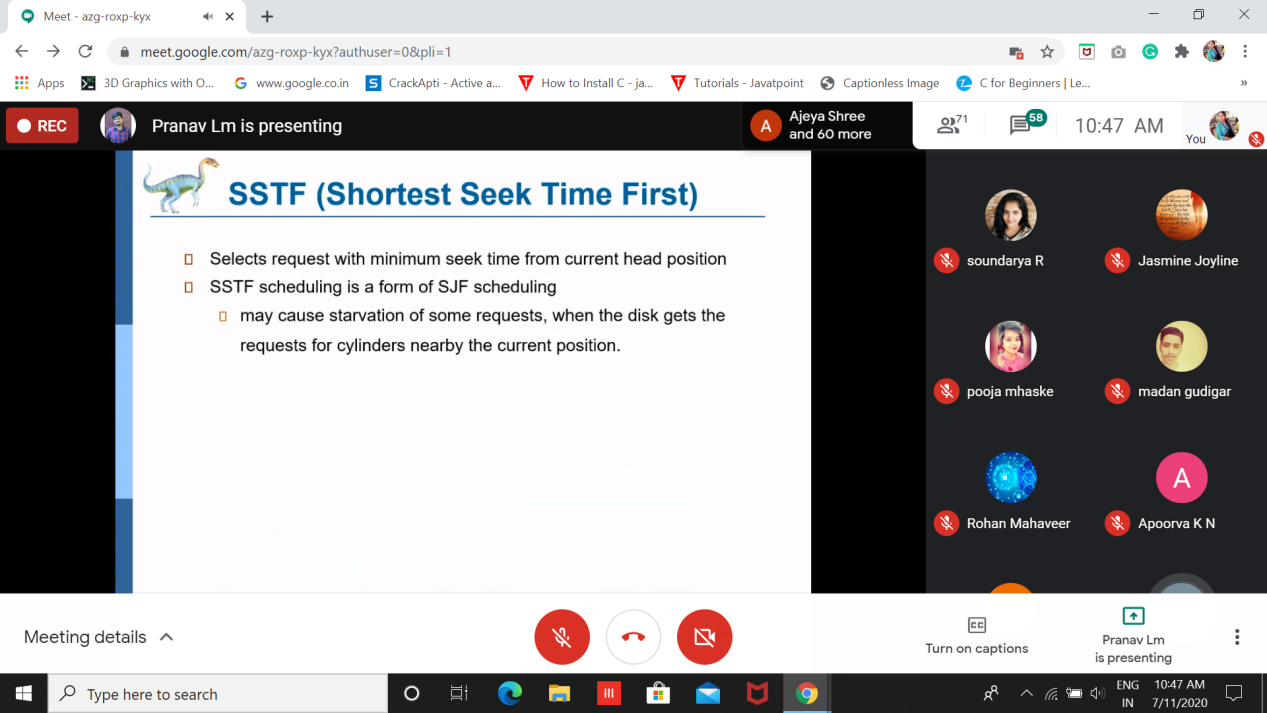 Meet - azg-roxp-kyx
meet.google.com/azg-roxp-kyx?authuser=0&pli=1
Apps
3D Graphics with O...
www.google.co.in
CrackApti - Active a...
How to Install C - ja...
Tutorials - Javatpoint
Captionless Image
C for Beginners | Le...
»
REC
Pranav Lm is presenting
A
Ajeya Shree
and 60 more
71
58
10:47 AM
You
SSTF (Shortest Seek Time First)
Selects request with minimum seek time from current head position
SSTF scheduling is a form of SJF scheduling
may cause starvation of some requests, when the disk gets the
requests for cylinders nearby the current position.
soundarya R
Jasmine Joyline
pooja mhaske
madan gudigar
Rohan Mahaveer
A
Apoorva K N
Meeting details
CC
Turn on captions
Pranav Lm
is presenting
Type here to search
ENG
IN
10:47 AM
7/11/2020